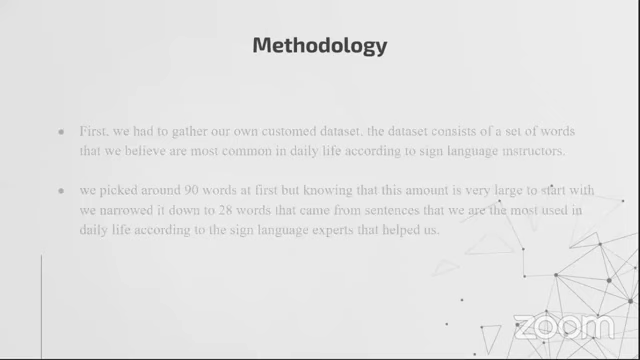 Methodology
First, we had to gather our own customed dataset, the dataset consists of a set of words
that we believe are most common in daily life according to sign language instructors.
we picked around 90 words at first but knowing that this amount is very large to start with
we narrowed it down to 28 words that came from sentences that we are the most used in
daily life according to the sign language experts that helped us.
zoom